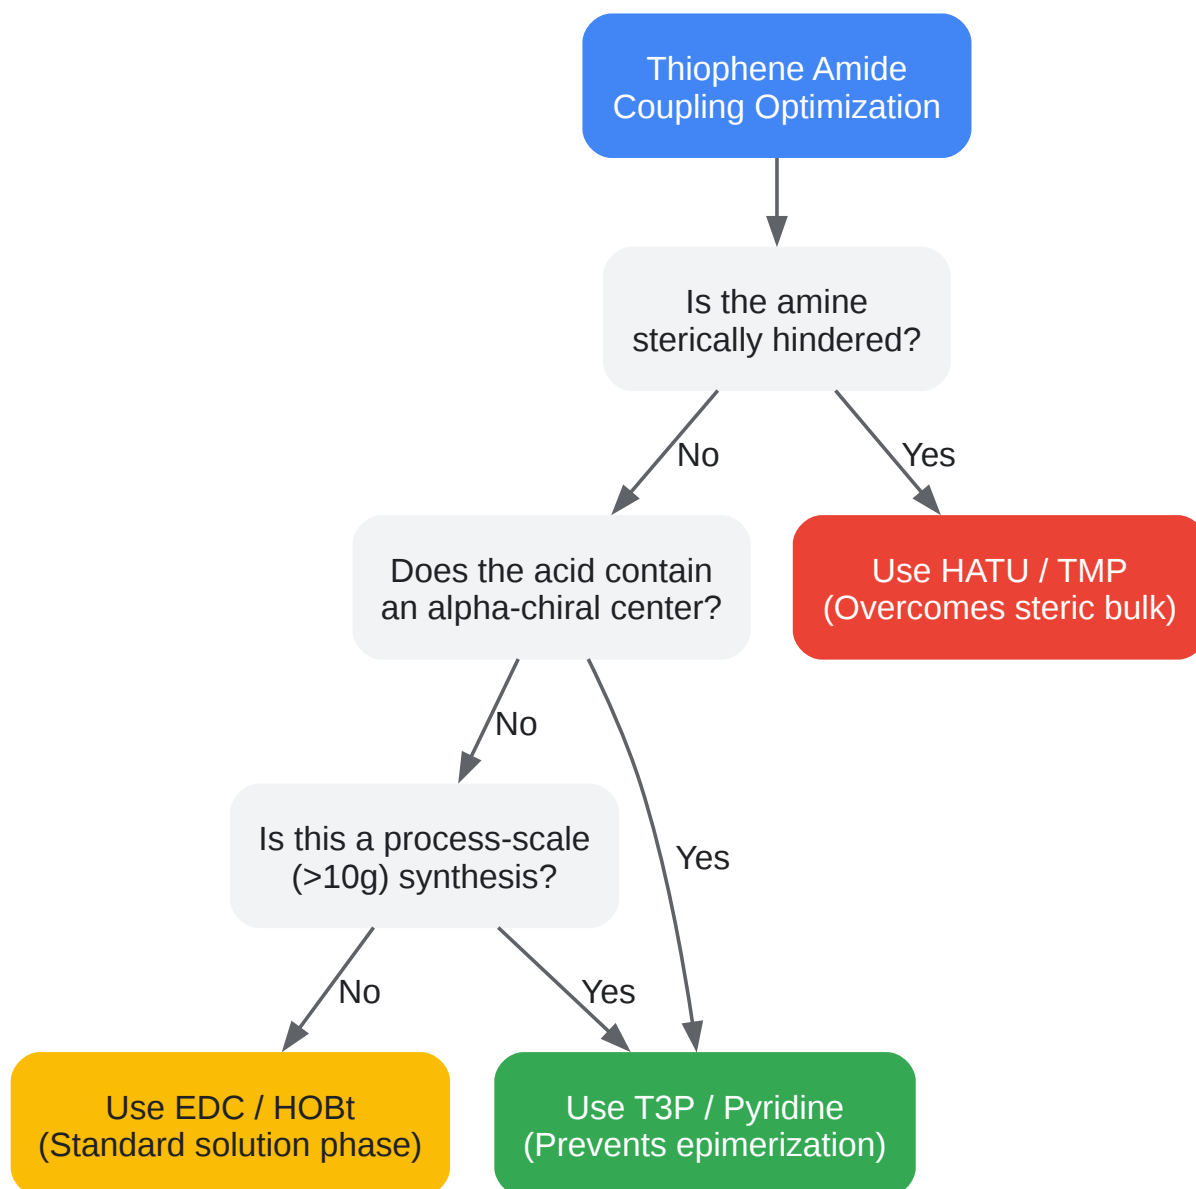 Thiophene Amide
Coupling Optimization
Is the amine
sterically hindered?
No
Yes
Does the acid contain
an alpha-chiral center?
Use HATU / TMP
(Overcomes steric bulk)
No
Is this a process-scale
(>10g) synthesis?
Yes
No
Yes
Use EDC / HOBt
(Standard solution phase)
Use T3P / Pyridine
(Prevents epimerization)